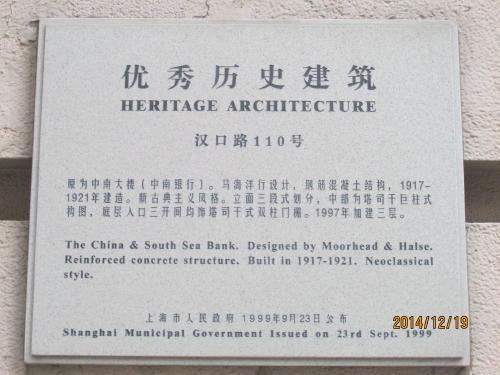 优秀历史建筑
HERITAGE ARCHITECTURE
汉口路110号
原为中南大楼(中南银行)。马海洋行设计，钢筋混凝土结构，1917-
1921年建造。新古典主义风格。立面三段式划分，中部为塔司干巨柱式
构图、底层入口三开间均饰塔司干式双柱门棚。1997年加建三层。
The China & South Sea Bank. Designed by Moorhead & Halse.
Reinforced concrete structure. Built in 1917-1921. Neoclassical
style.
上海市人民政府 1999年9月23日公布
Shanghai Municipal Government Issued on 23rd Sept. 1999
2014/12/19